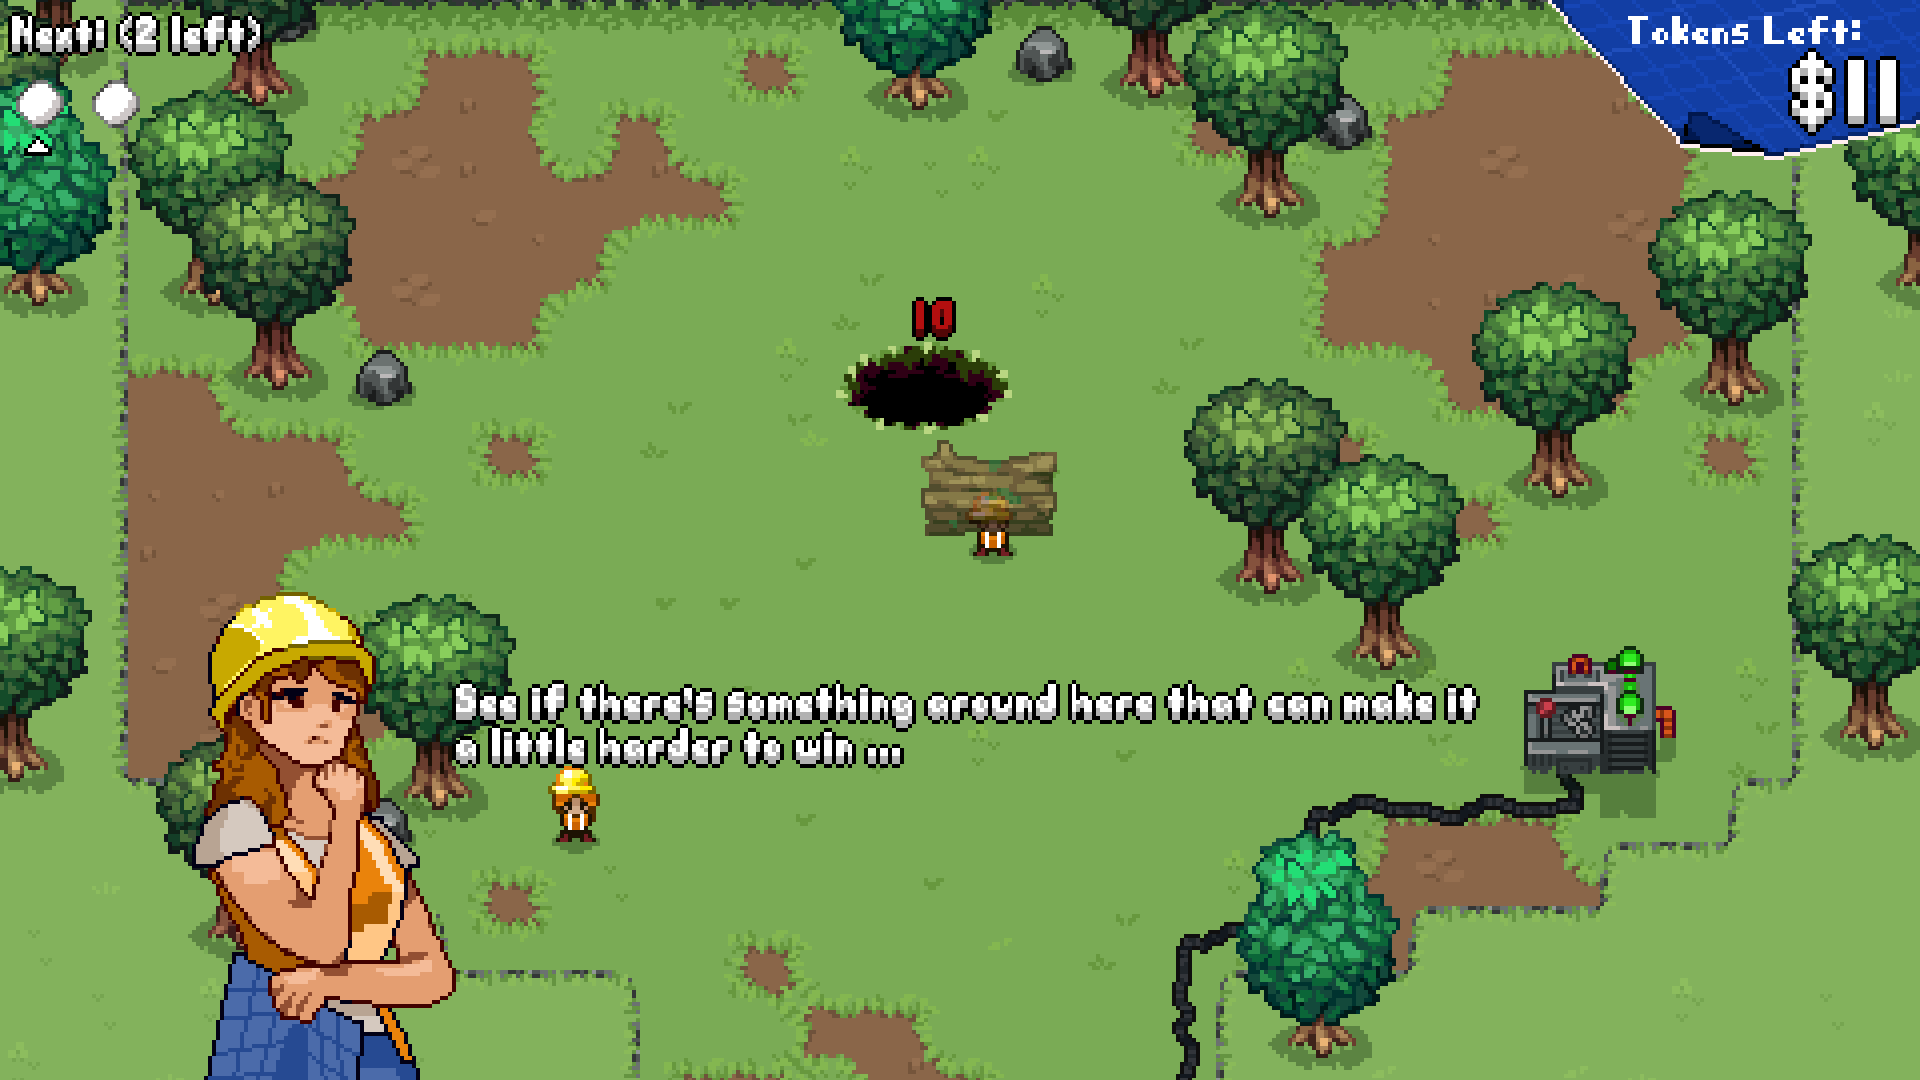 Next: (2 left)
Tokens Left:
$11
10
See if there's something around here that can make it
a little harder to win ...